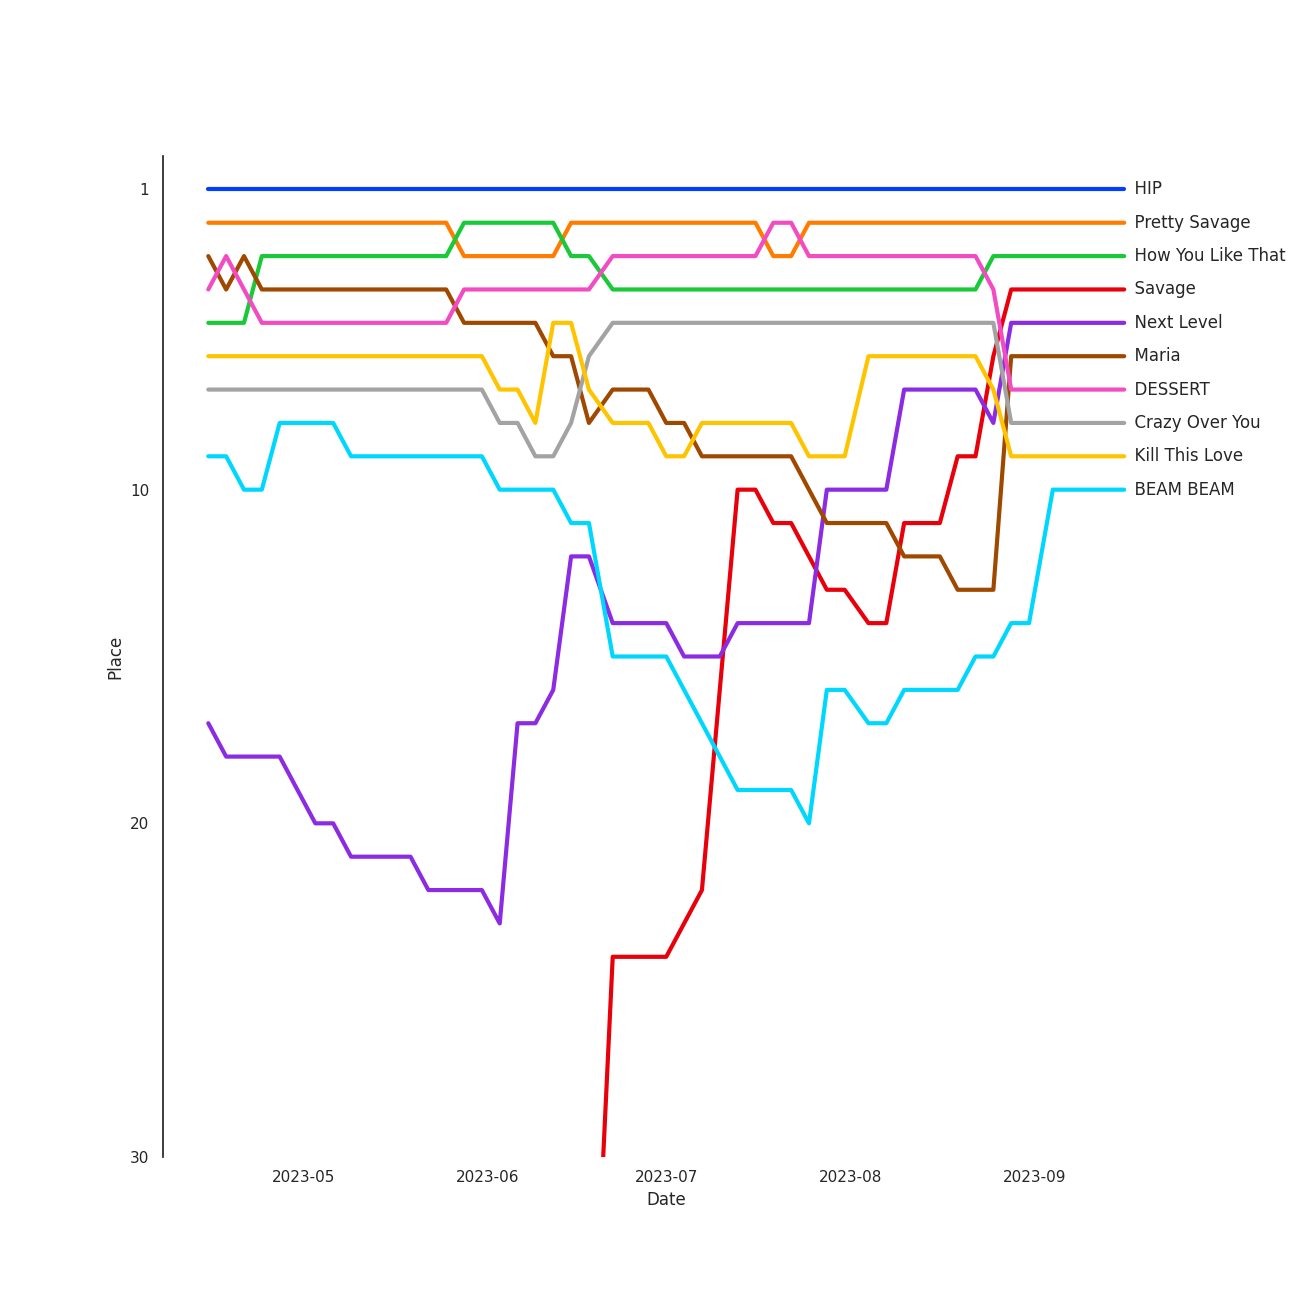 1
10
20
30
Place
2023-05
2023-06
2023-07
2023-08
2023-09
Date
HIP
Pretty Savage
How You Like That
Savage
Next Level
Maria
DESSERT
Crazy Over You
Kill This Love
BEAM BEAM